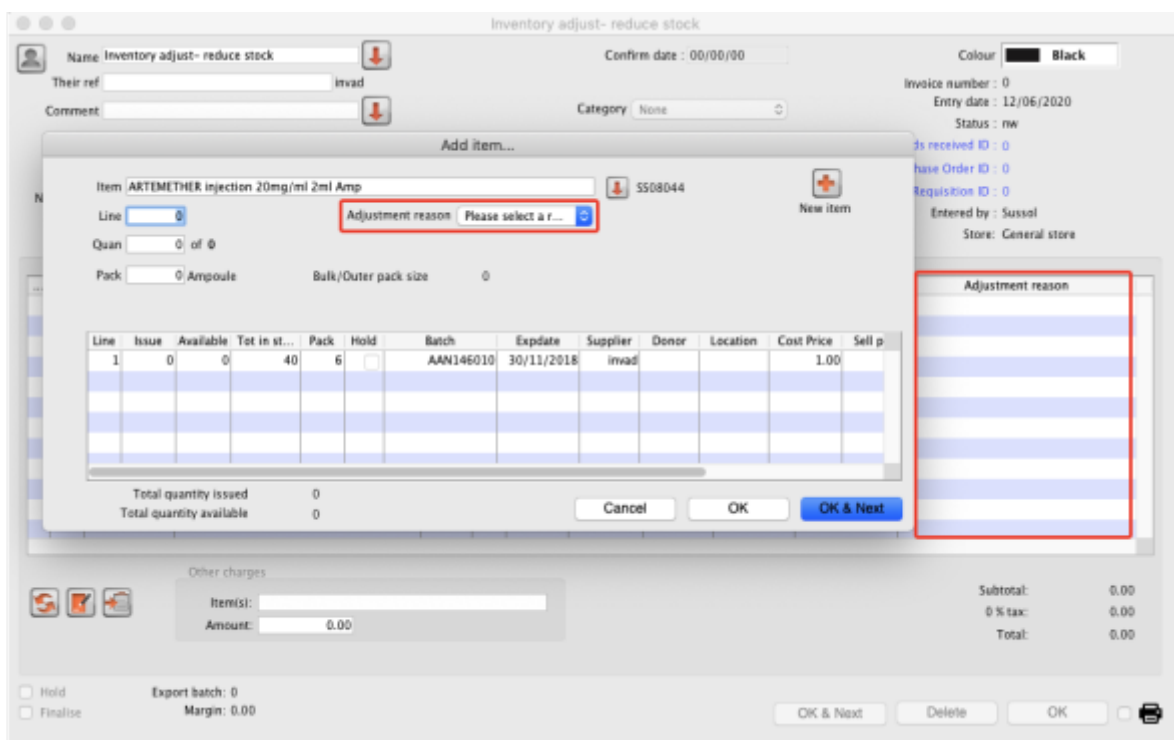 Inventory adjust- reduce stock
Name Inventory adjust- reduce stock Confirm date : 00/00/00 Colour Black
Their ref invad Invoice number : 0
Comment Category None Entry date : 12/06/2020
Status : nw
Add item... ds received ID : 0
hase Order ID : 0
Item ARTEMETHER injection 20mg/ml 2ml Amp SS08044 Requisition ID : 0
N
Line 0 Adjustment reason Please select a r... New item Entered by : Sussol
Quan 0 of 0 Store: General store
Pack 0 Ampoule Bulk/Outer pack size 0
... Adjustment reason
Line Issue Available Tot in st... Pack Hold Batch Expdate Supplier Donor Location Cost Price Sell p
1 0 0 40 6 AAN146010 30/11/2018 invad 1.00
Total quantity issued 0
Total quantity available 0
Cancel OK OK & Next
Other charges
Item(s): Subtotal: 0.00
Amount: 0.00 0 % tax: 0.00
Total: 0.00
Hold Export batch: 0
Finalise Margin: 0.00 OK & Next Delete OK